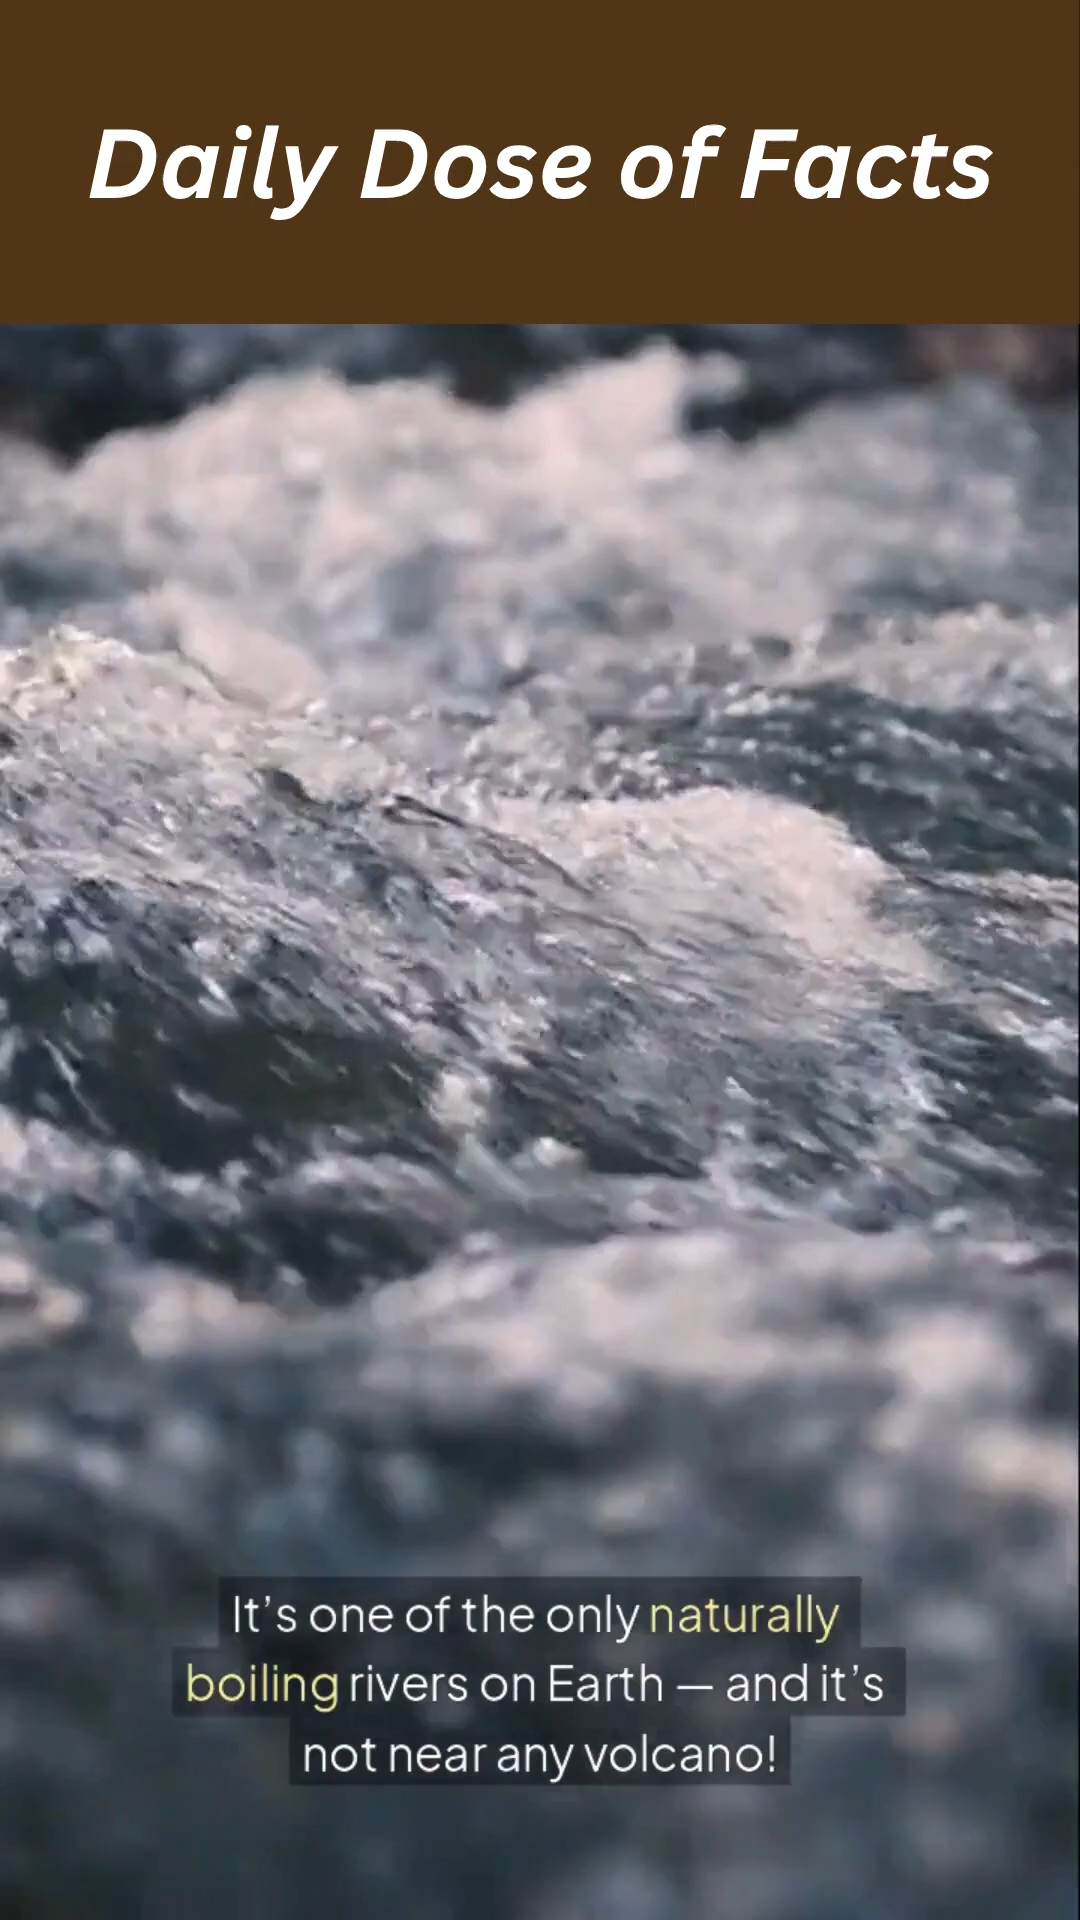 Daily Dose of Facts
It’s one of the only naturally
boiling rivers on Earth — and it’s
not near any volcano!